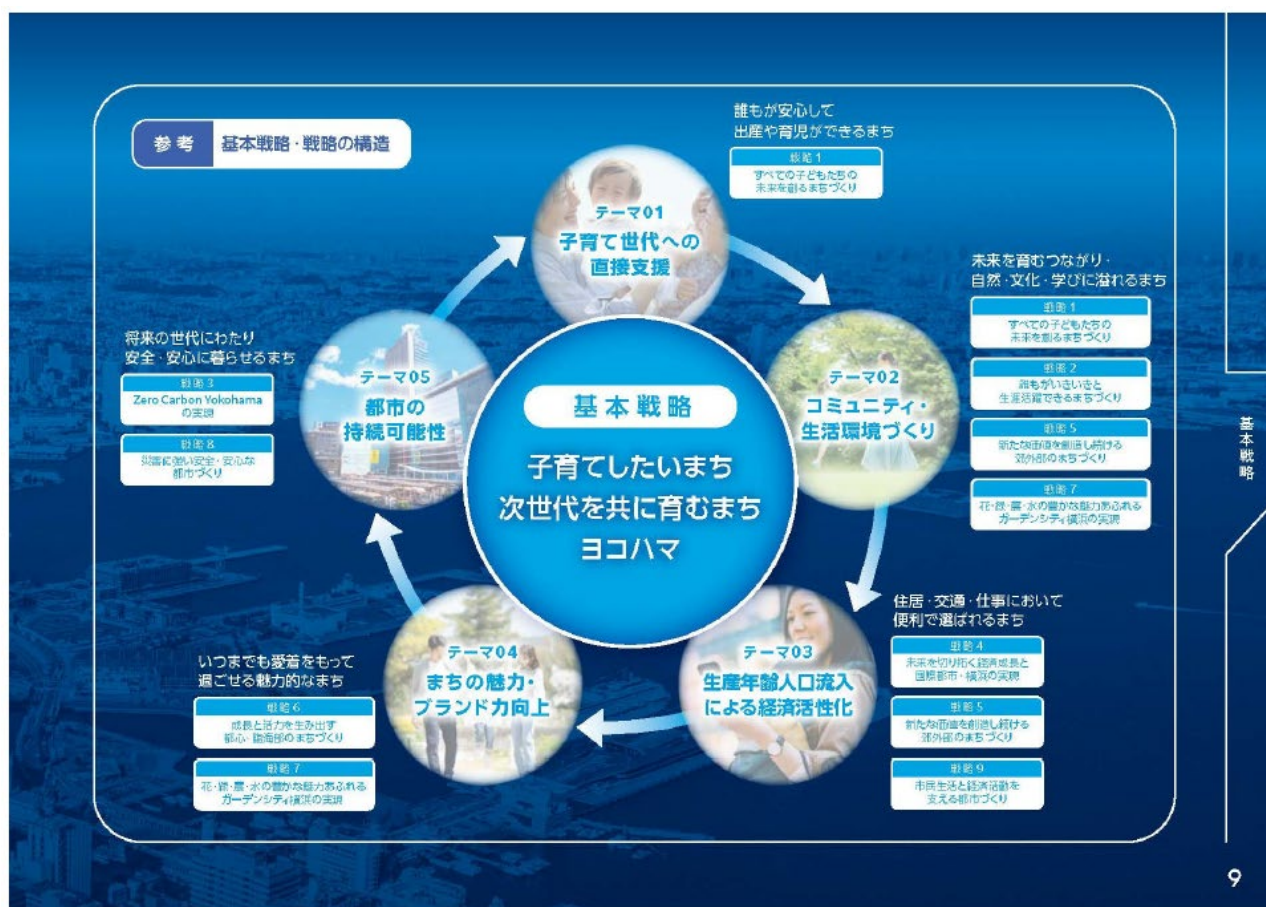 参考 基本戦略・戦略の構造
誰もが安心して
出産や育児ができるまち
戦略1
すべての子どもたちの
未来を創るまちづくり
テーマ01
子育て世代への
直接支援
未来を育むつながり・
自然・文化・学びに溢れるまち
戦略1
すべての子どもたちの
未来を創るまちづくり
戦略2
誰もがいきいきと
生涯活躍できるまちづくり
戦略5
新たな価値を創造し続ける
郊外部のまちづくり
戦略7
花・緑・農・水の豊かな魅力あふれる
ガーデンシティ横浜の実現
テーマ02
コミュニティ・
生活環境づくり
将来の世代にわたり
安全・安心に暮らせるまち
戦略3
Zero Carbon Yokohama
の実現
戦略8
災害に強い安全・安心な
都市づくり
テーマ05
都市の
持続可能性
基本戦略
子育てしたいまち
次世代を共に育むまち
ヨコハマ
住居・交通・仕事において
便利で選ばれるまち
戦略4
未来を切り拓く経済成長と
国際都市・横浜の実現
戦略5
新たな価値を創造し続ける
郊外部のまちづくり
戦略9
市民生活と経済活動を
支える都市づくり
テーマ03
生産年齢人口流入
による経済活性化
テーマ04
まちの魅力・
ブランド力向上
いつまでも愛着をもって
過ごせる魅力的なまち
戦略6
成長と活力を生み出す
都心・臨海部のまちづくり
戦略7
花・緑・農・水の豊かな魅力あふれる
ガーデンシティ横浜の実現
基本戦略
9